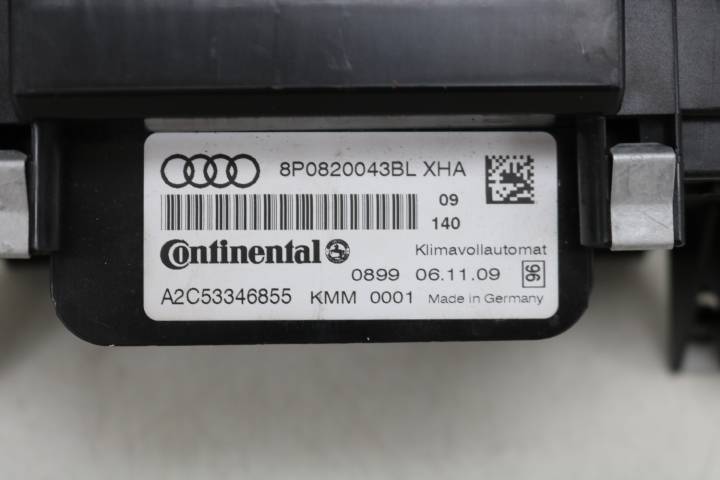 8P0820043BL XHA
09
140
Continental
Klimavollautomat
0899 06.11.09 96
A2C53346855 KMM 0001 Made in Germany